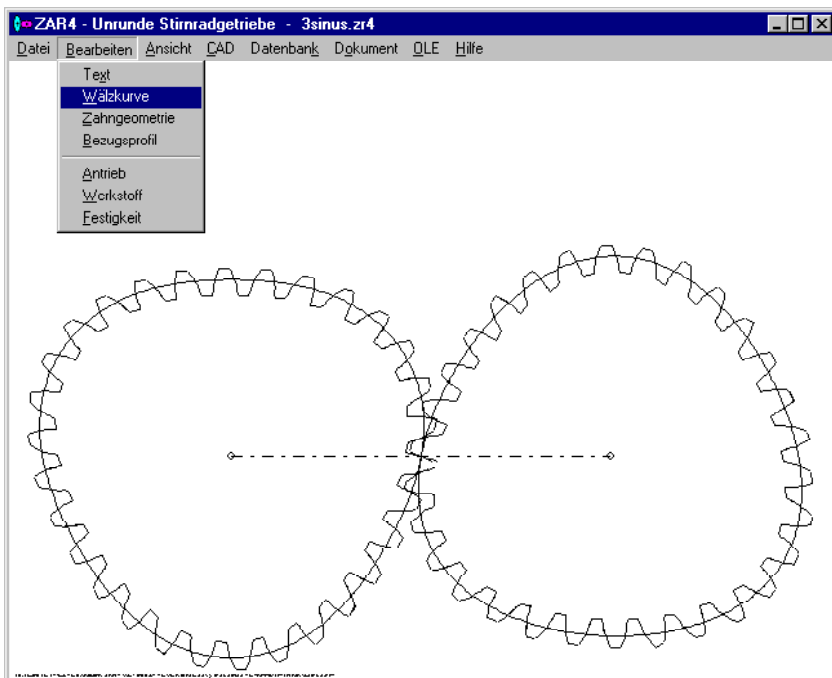 ZAR4 - Unrunde Stirnradgetriebe - 3sinus.zr4
Datei Bearbeiten Ansicht CAD Datenbank Dokument OLE Hilfe
Text
Wälzkurve
Zahngeometrie
Bezugsprofil
Antrieb
Werkstoff
Festigkeit